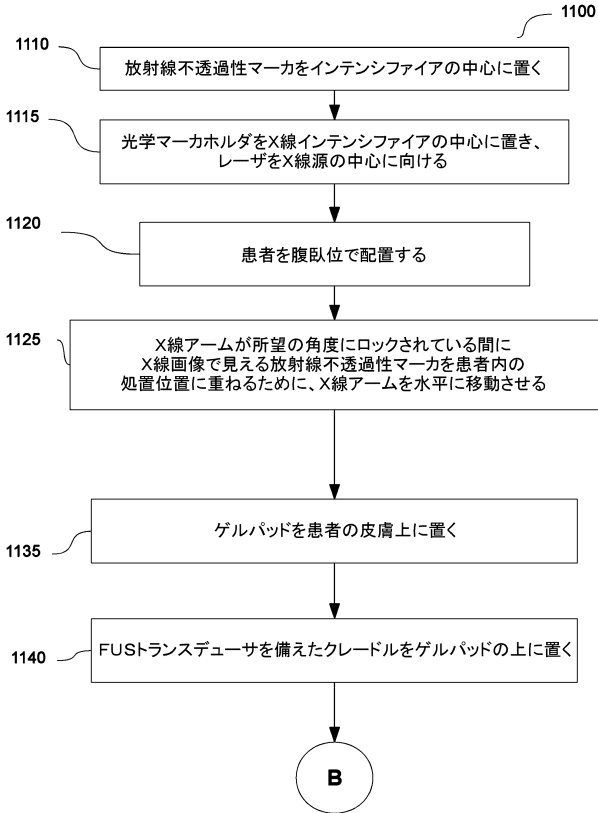 1100
1110
放射線不透過性マーカをインテンシファイアの中心に置く
1115
光学マーカホルダをX線インテンシファイアの中心に置き、
レーザをX線源の中心に向ける
1120
患者を腹臥位で配置する
1125
X線アームが所望の角度にロックされている間に
X線画像で見える放射線不透過性マーカを患者内の
処置位置に重ねるために、X線アームを水平に移動させる
1135
ゲルパッドを患者の皮膚上に置く
1140
FUSトランスデューサを備えたクレードルをゲルパッドの上に置く
B